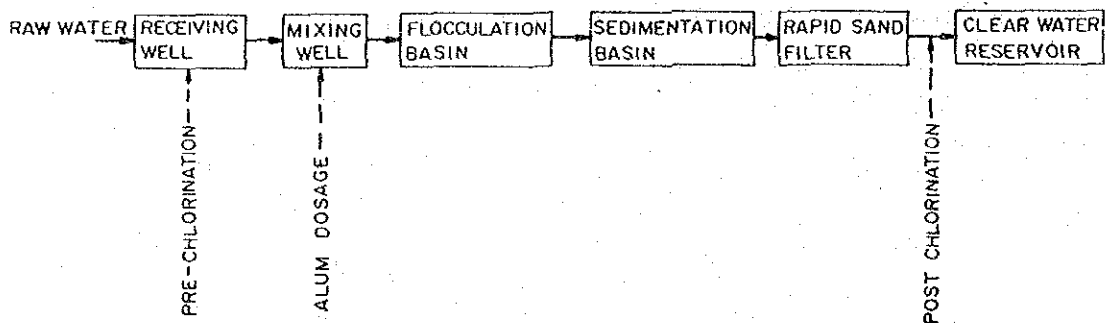 RAW WATER
RECEIVING
WELL
MIXING
WELL
FLOCCULATION
BASIN
SEDIMENTATION
BASIN
RAPID SAND
FILTER
CLEAR WATER
RESERVOIR
PRE-CHLORINATION
ALUM DOSAGE
POST CHLORINATION